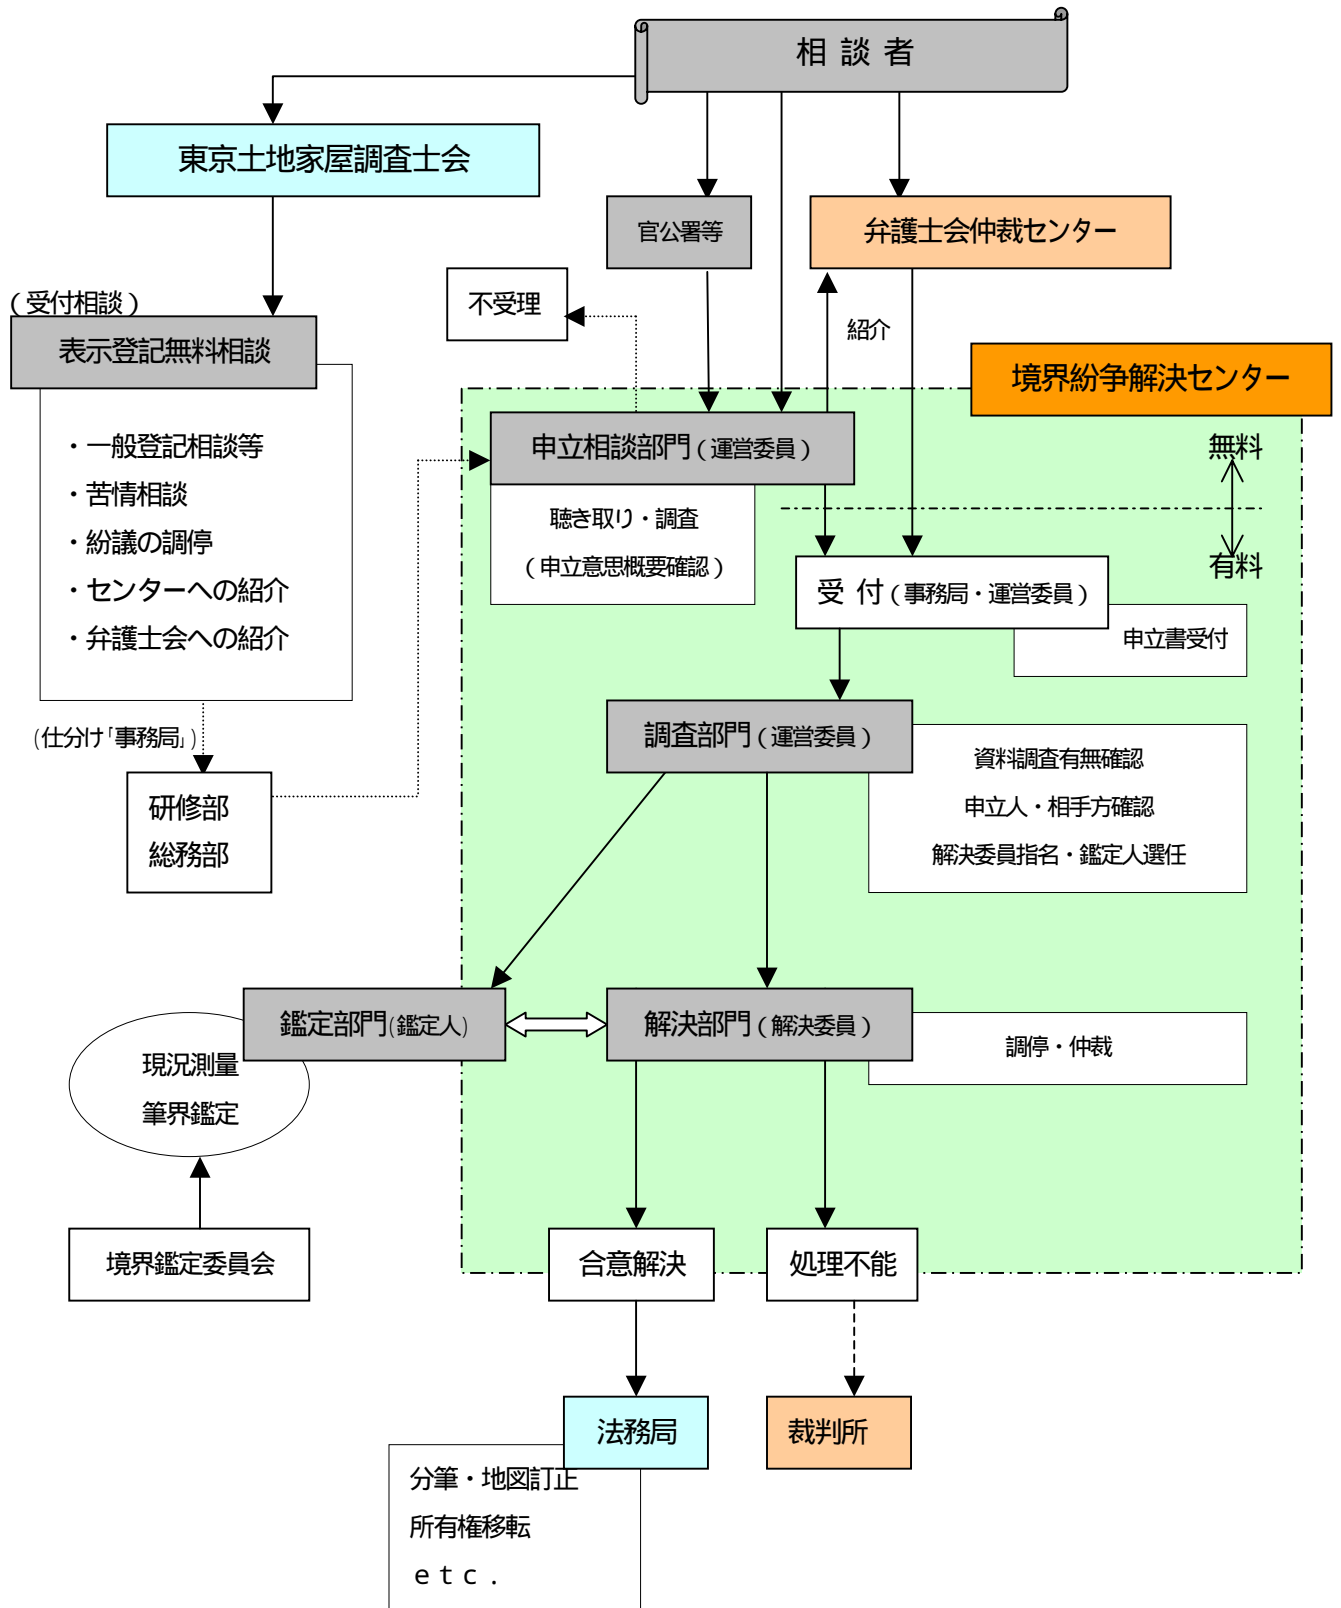 相 談 者
東京土地家屋調査士会
官公署等
弁護士会仲裁センター
不受理
（受付相談）
紹介
表示登記無料相談
境界紛争解決センター
・一般登記相談等
・苦情相談
・紛議の調停
・センターへの紹介
・弁護士会への紹介
申立相談部門（運営委員）
無料
聴き取り・調査
（申立意思概要確認）
有料
受 付（事務局・運営委員）
申立書受付
(仕分け「事務局」)
調査部門（運営委員）
資料調査有無確認
申立人・相手方確認
解決委員指名・鑑定人選任
研修部
総務部
鑑定部門(鑑定人)
解決部門（解決委員）
調停・仲裁
現況測量
筆界鑑定
境界鑑定委員会
合意解決
処理不能
法務局
裁判所
分筆・地図訂正
所有権移転
ｅｔｃ．